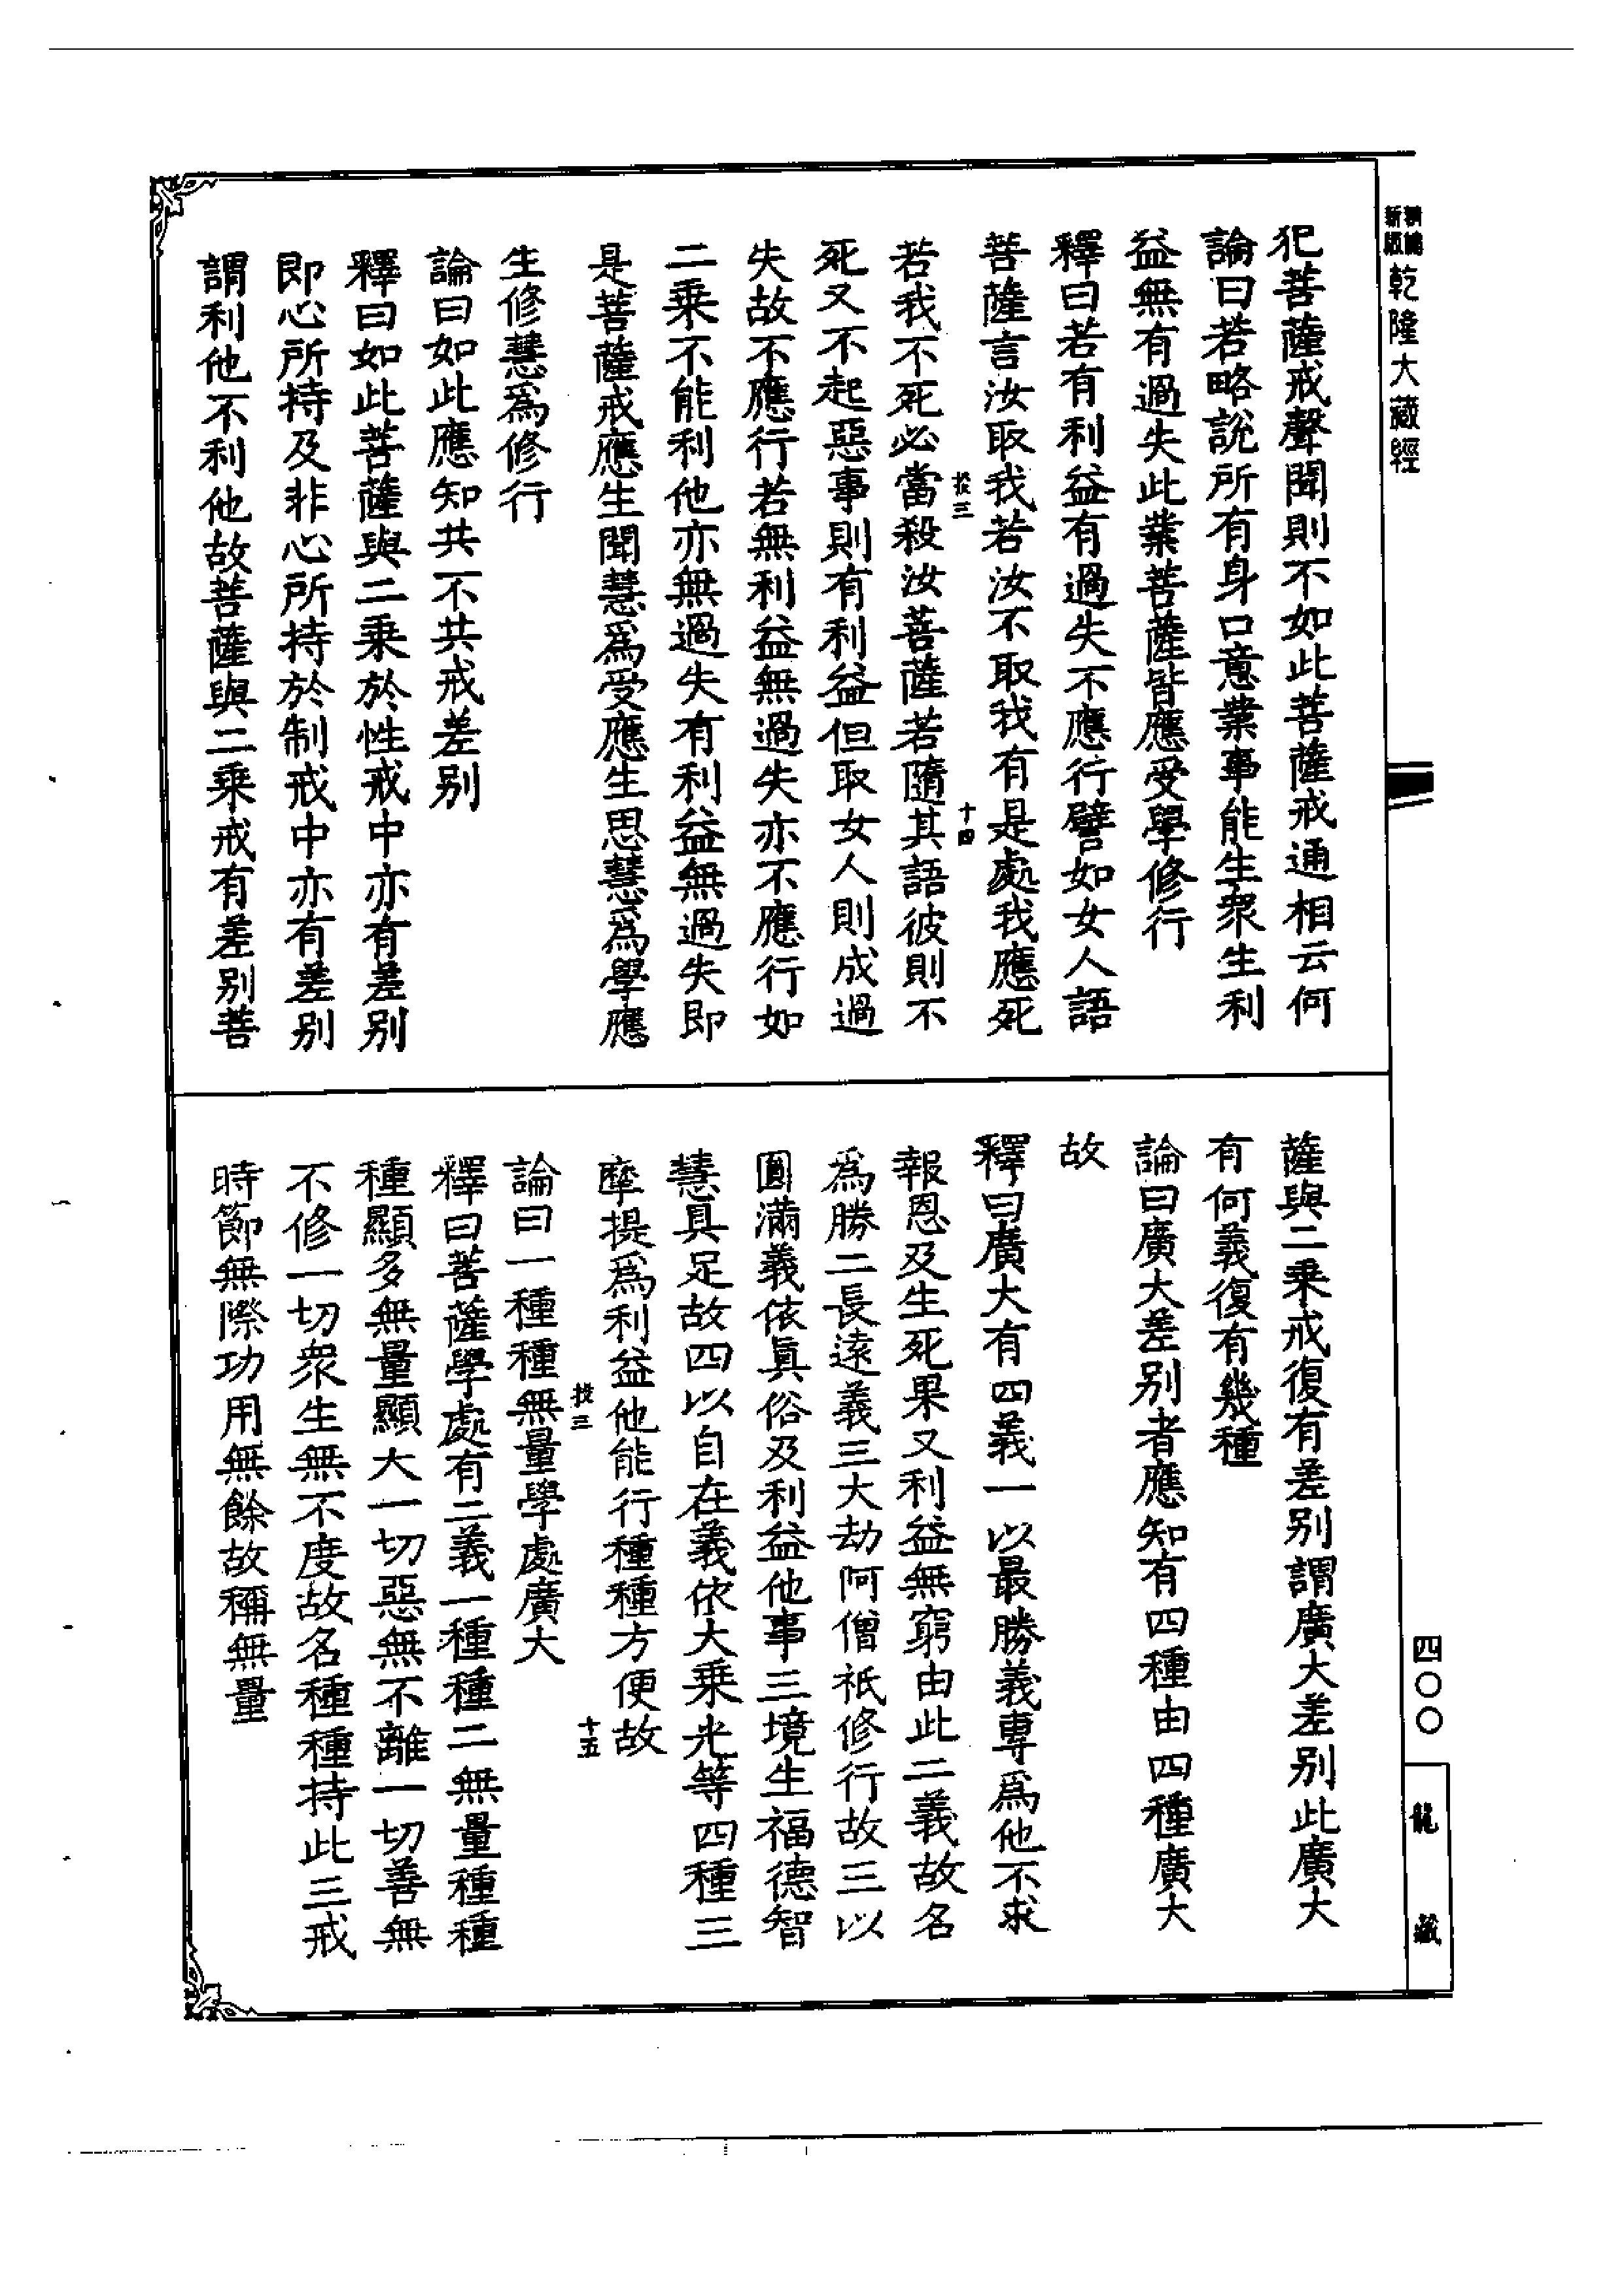 新編
縮版
乾隆大藏經
犯菩薩戒聲聞則不如此菩薩戒通相云何
論曰若略說所有身口意業事能生眾生利
益無有過失此業菩薩皆應受學修行
釋曰若有利益有過失不應行譬如女人語
菩薩言汝取我若汝不取我有是處我應死
投三
十四
若我不死必當殺汝菩薩若隨其語彼則不
死又不起惡事則有利益但取女人則成過
失故不應行若無利益無過失亦不應行如
二乘不能利他亦無過失有利益無過失即
是菩薩戒應生聞慧為受應生思慧為學應
生修慧為修行
論曰如此應知共不共戒差別
釋曰如此菩薩與二乘於性戒中亦有差別
即心所持及非心所持於制戒中亦有差別
謂利他不利他故菩薩與二乘戒有差別菩
薩與二乘戒復有差別謂廣大差別此廣大
有何義復有幾種
論曰廣大差別者應知有四種由四種廣大
故
釋曰廣大有四義一以最勝義專為他不求
報恩及生死果又利益無窮由此二義故名
為勝二長遠義三大劫阿僧祇修行故三以
圓滿義依真俗及利益他事三境生福德智
慧具足故四以自在義依大乘光等四種三
摩提為利益他能行種種方便故
投三
十五
論曰一種種無量學處廣大
釋曰菩薩學處有二義一種種二無量種種
種顯多無量顯大一切惡無不離一切善無
不修一切眾生無不度故名種種持此三戒
時節無際功用無餘故稱無量
四〇〇
龍藏